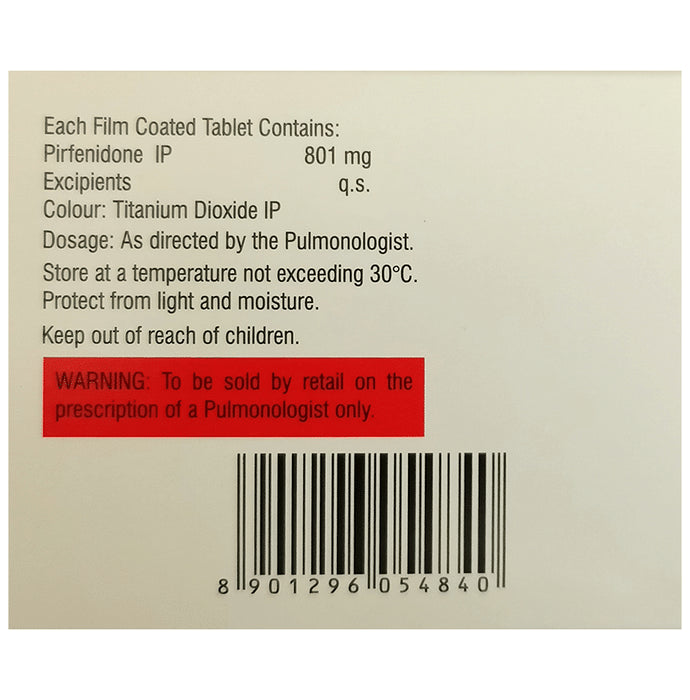 Each Film Coated Tablet Contains:
Pirfenidone IP 801 mg
Excipients q.s.
Colour: Titanium Dioxide IP
Dosage: As directed by the Pulmonologist.
Store at a temperature not exceeding 30°C.
Protect from light and moisture.
Keep out of reach of children.
WARNING: To be sold by retail on the
prescription of a Pulmonologist only.
8 901296 054840